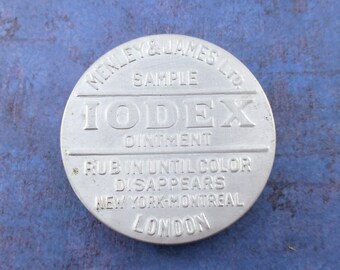 MENLEY & JAMES LTD.
SAMPLE
IODEX
OINTMENT
RUB IN UNTIL COLOR
DISAPPEARS
NEW YORK-MONTREAL
LONDON